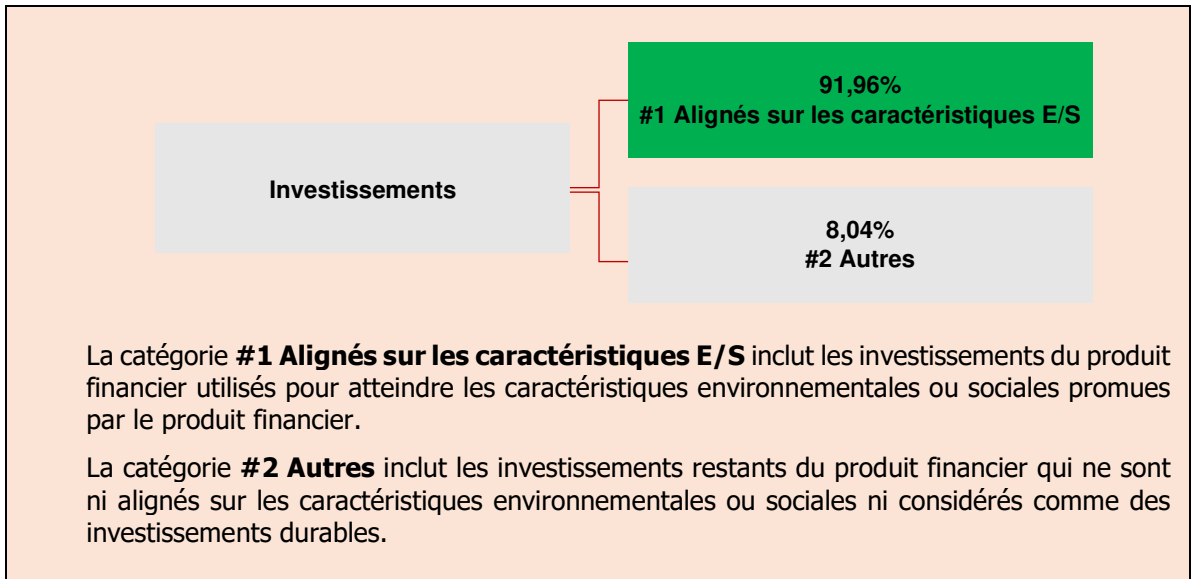 91,96%
#1 Alignés sur les caractéristiques E/S
Investissements
8,04%
#2 Autres
La catégorie #1 Alignés sur les caractéristiques E/S inclut les investissements du produit
financier utilisés pour atteindre les caractéristiques environnementales ou sociales promues
par le produit financier.
La catégorie #2 Autres inclut les investissements restants du produit financier qui ne sont
ni alignés sur les caractéristiques environnementales ou sociales ni considérés comme des
investissements durables.